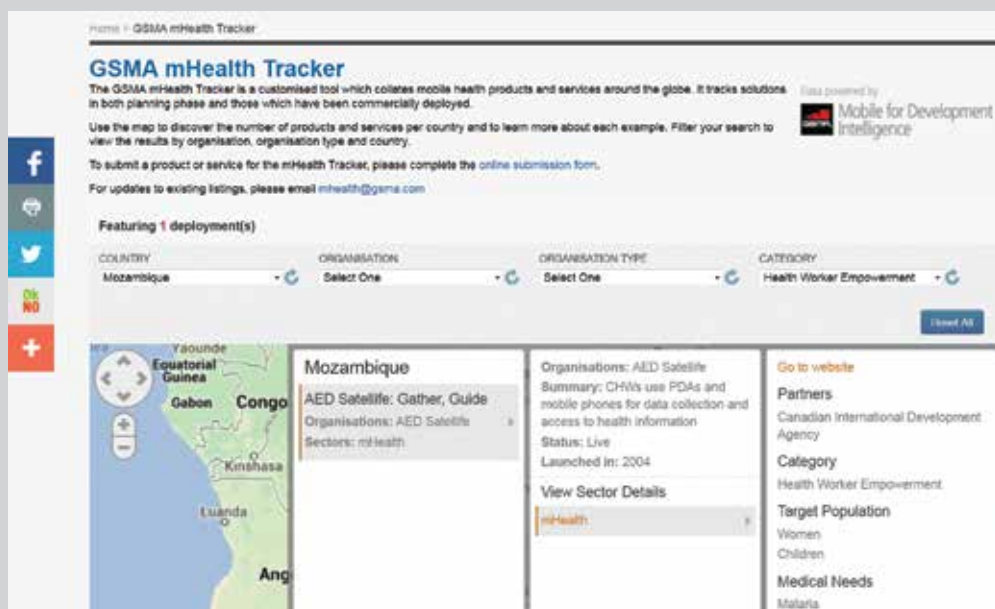 Home > GSMA mHealth Tracker
GSMA mHealth Tracker
The GSMA mHealth Tracker is a customised tool which collates mobile health products and services around the globe. It tracks solutions
in both planning phase and those which have been commercially deployed.
Use the map to discover the number of products and services per country and to learn more about each example. Filter your search to
view the results by organisation, organisation type and country.
To submit a product or service for the mHealth Tracker, please complete the online submission form.
For updates to existing listings, please email mhealth@gsma.com
Data powered by
GSMA
Mobile for Development
Intelligence
Featuring 1 deployment(s)
COUNTRY ORGANISATION ORGANISATION TYPE CATEGORY
Mozambique Select One Select One Health Worker Empowerment
Reset All
Ok
NO
Yaounde
Equatorial
Guinea
Gabon
Congo
Kinshasa
Luanda
Ang
Mozambique
AED Satellife: Gather, Guide
Organisations: AED Satellife
Sectors: mHealth
Organisations: AED Satellife
Summary: CHWs use PDAs and
mobile phones for data collection and
access to health information
Status: Live
Launched in: 2004
View Sector Details
mHealth
Go to website
Partners
Canadian International Development
Agency
Category
Health Worker Empowerment
Target Population
Women
Children
Medical Needs
Malaria